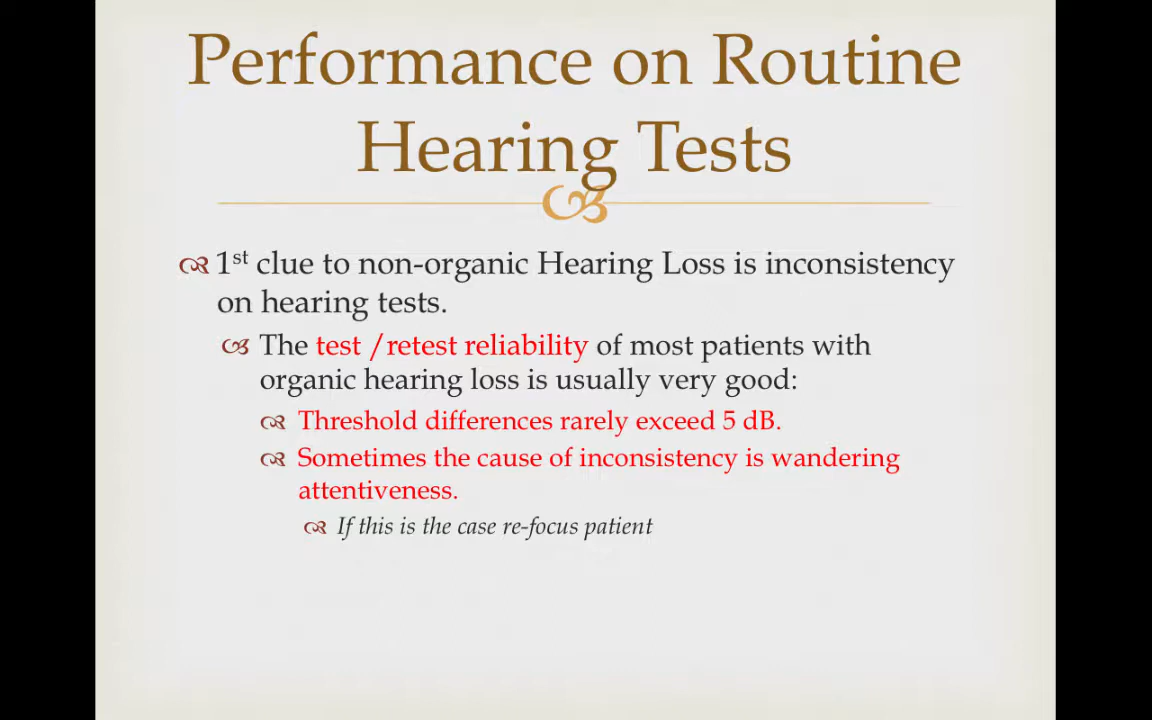 Performance on Routine
Hearing Tests
1st clue to non-organic Hearing Loss is inconsistency
on hearing tests.
The test /retest reliability of most patients with
organic hearing loss is usually very good:
Threshold differences rarely exceed 5 dB.
Sometimes the cause of inconsistency is wandering
attentiveness.
If this is the case re-focus patient